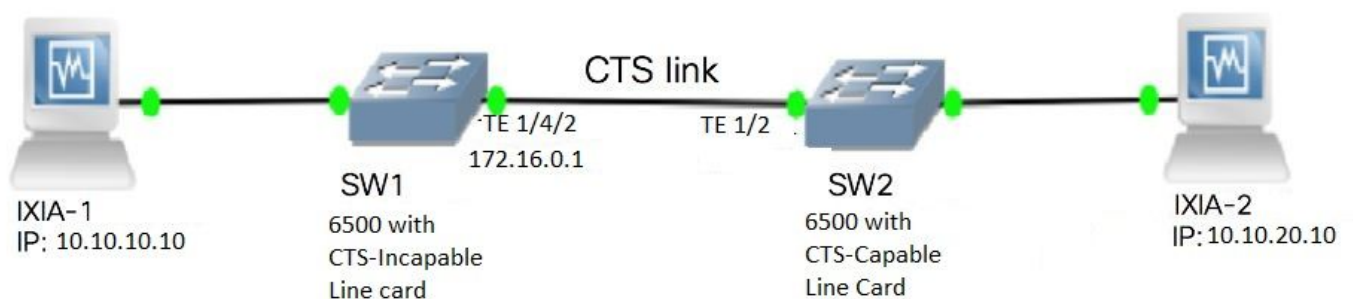 CTS link
TE 1/4/2
172.16.0.1
TE 1/2
IXIA-1
IP: 10.10.10.10
SW1
6500 with
CTS-Incapable
Line card
SW2
6500 with
CTS-Capable
Line Card
IXIA-2
IP: 10.10.20.10